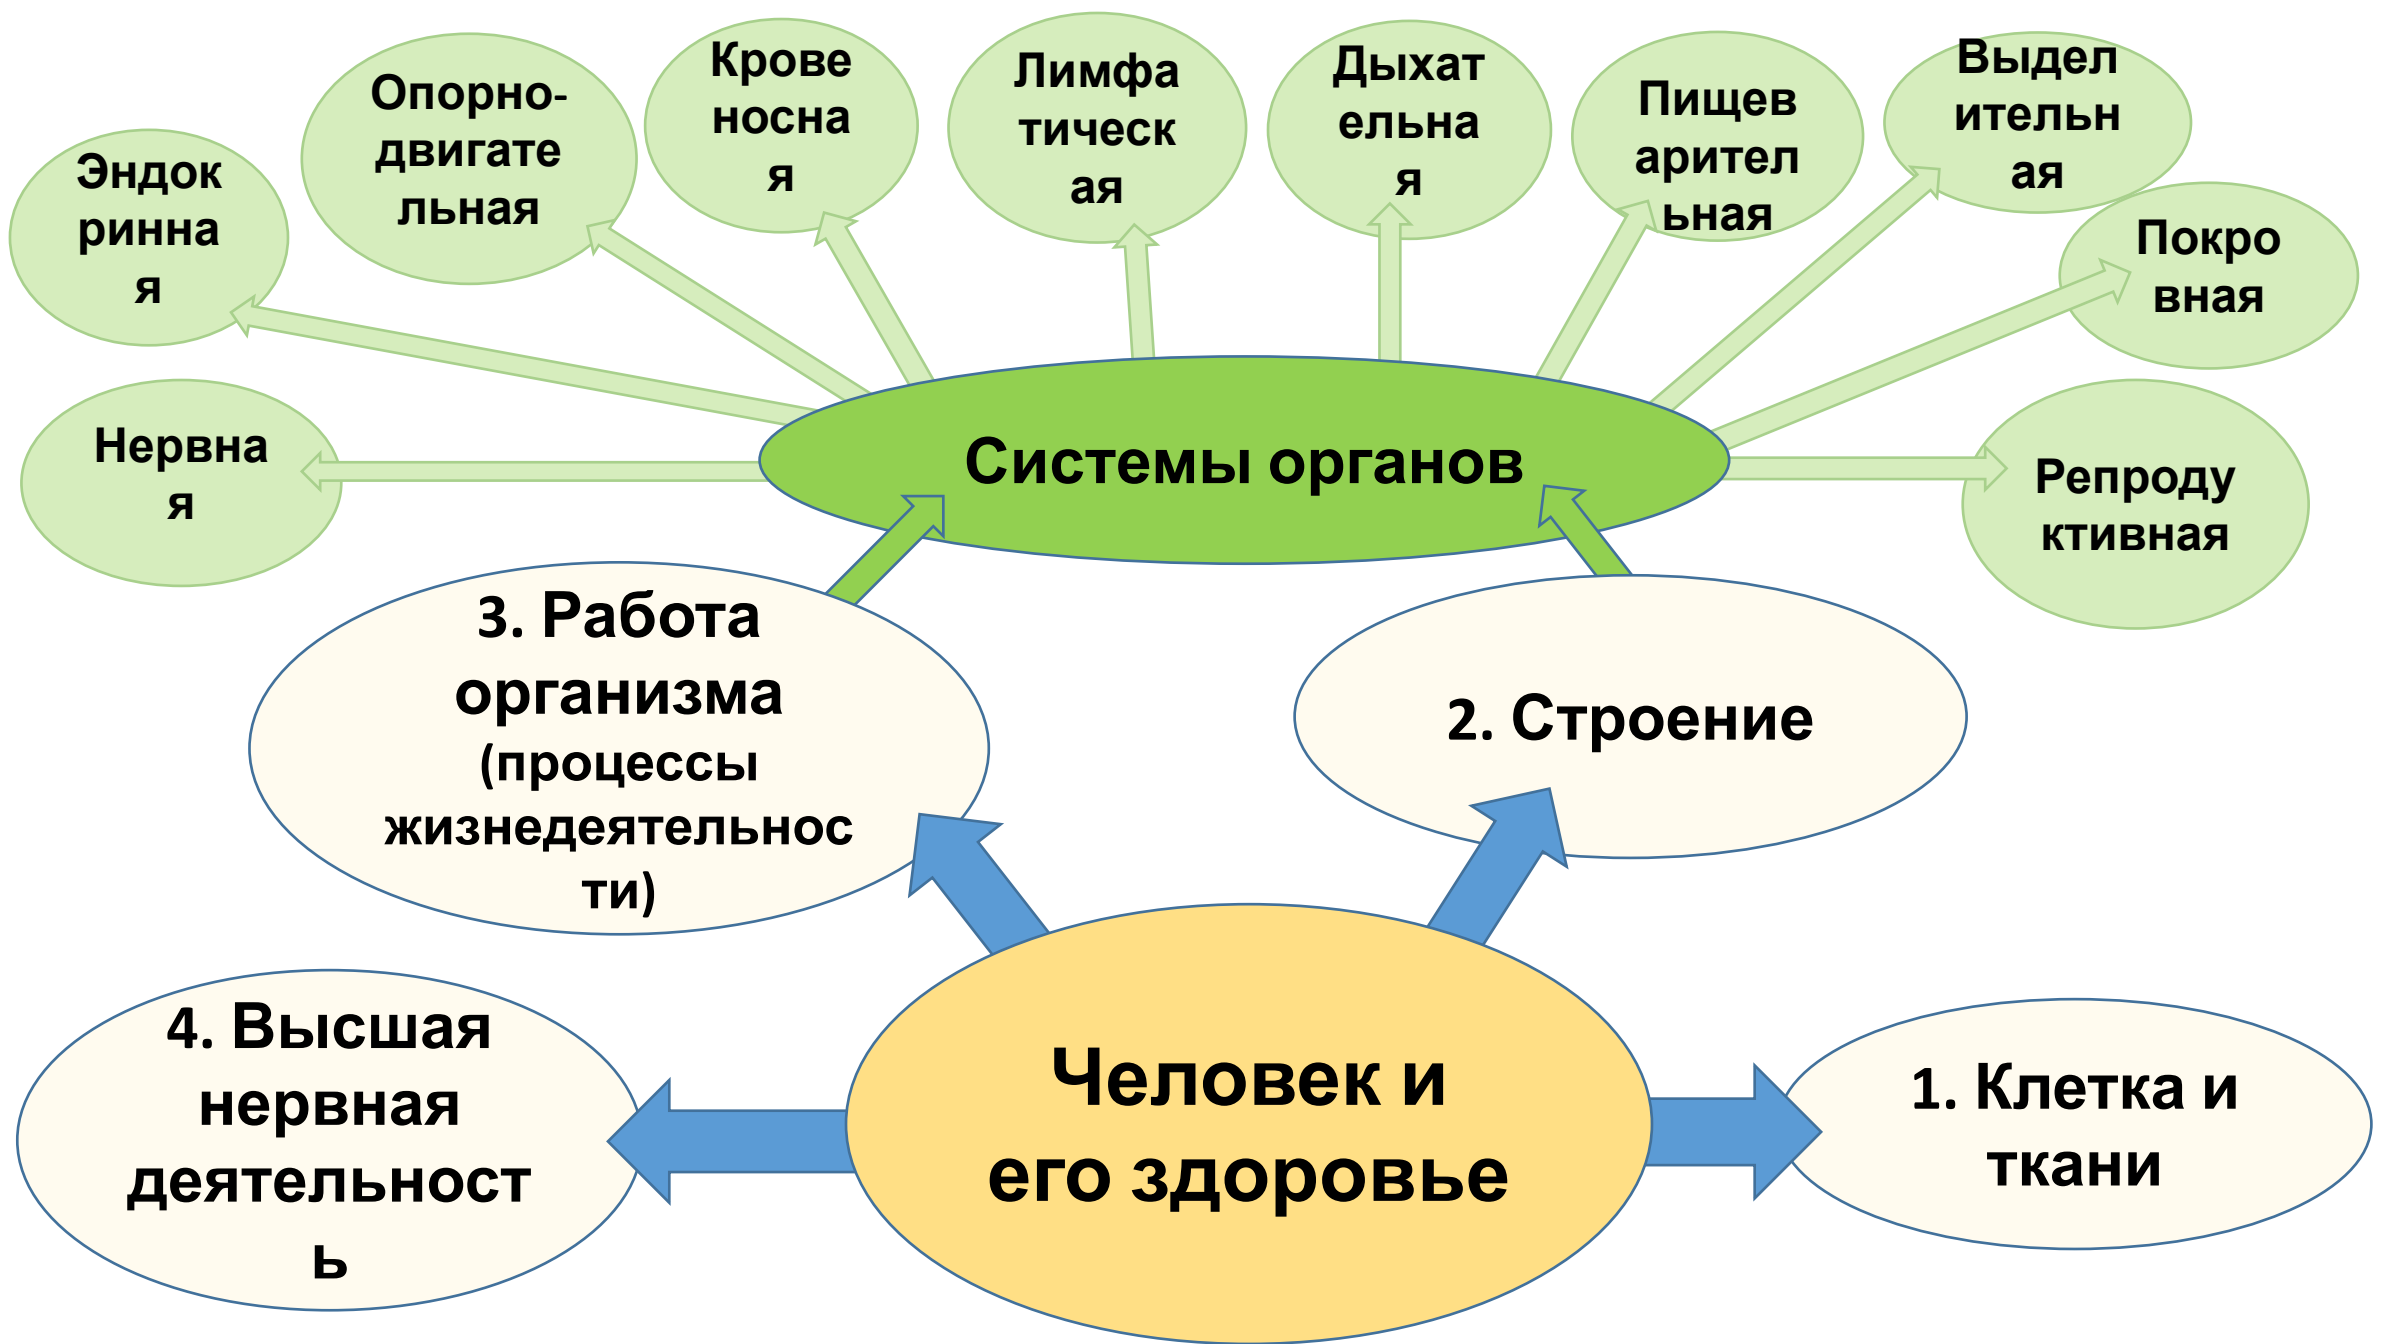 Крове
носна
я
Лимфа
тическ
ая
Дыхат
ельна
я
Выдел
ительн
ая
Опорно-
двигате
льная
Пищев
арител
ьная
Эндок
ринна
я
Покро
вная
Нервна
я
Системы органов
Репроду
ктивная
3. Работа
организма
(процессы
жизнедеятельнос
ти)
2. Строение
4. Высшая
нервная
деятельност
ь
Человек и
его здоровье
1. Клетка и
ткани